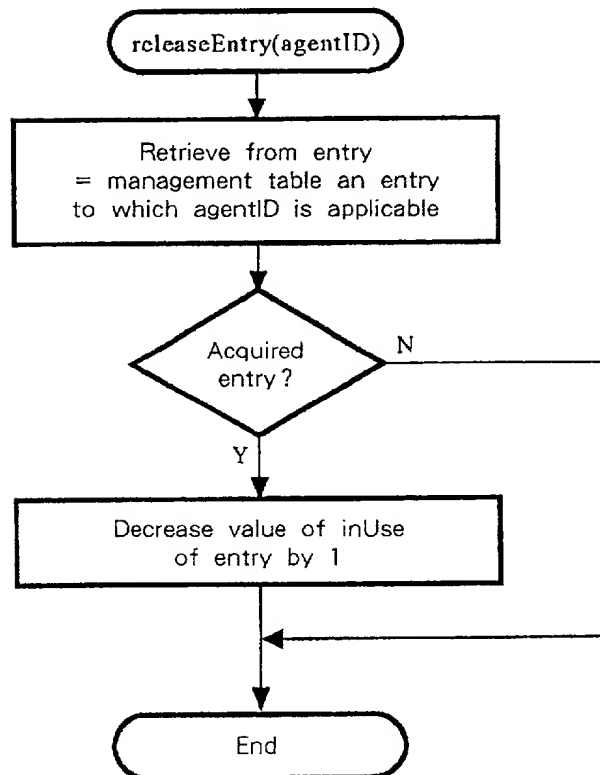 releaseEntry(agentID)
Retrieve from entry
= management table an entry
to which agentID is applicable
Acquired
entry?
N
Y
Decrease value of inUse
of entry by 1
End